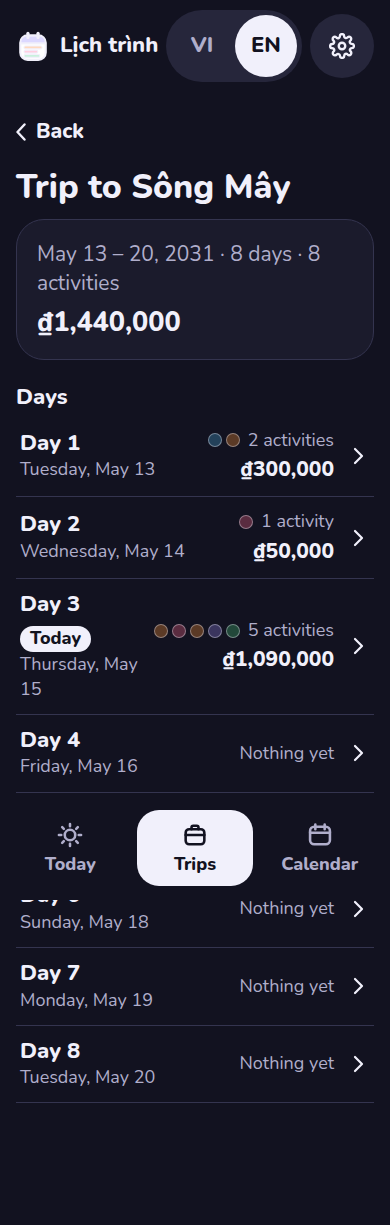 Lịch trình VI EN
Back
Trip to Sông Mây
May 13 – 20, 2031 · 8 days · 8
activities
₫1,440,000
Days
Day 1
2 activities
Tuesday, May 13
₫300,000
Day 2
1 activity
Wednesday, May 14
₫50,000
Day 3
Today
5 activities
Thursday, May
15
₫1,090,000
Day 4
Friday, May 16
Nothing yet
Today
Trips
Calendar
Sunday, May 18
Nothing yet
Day 7
Monday, May 19
Nothing yet
Day 8
Tuesday, May 20
Nothing yet